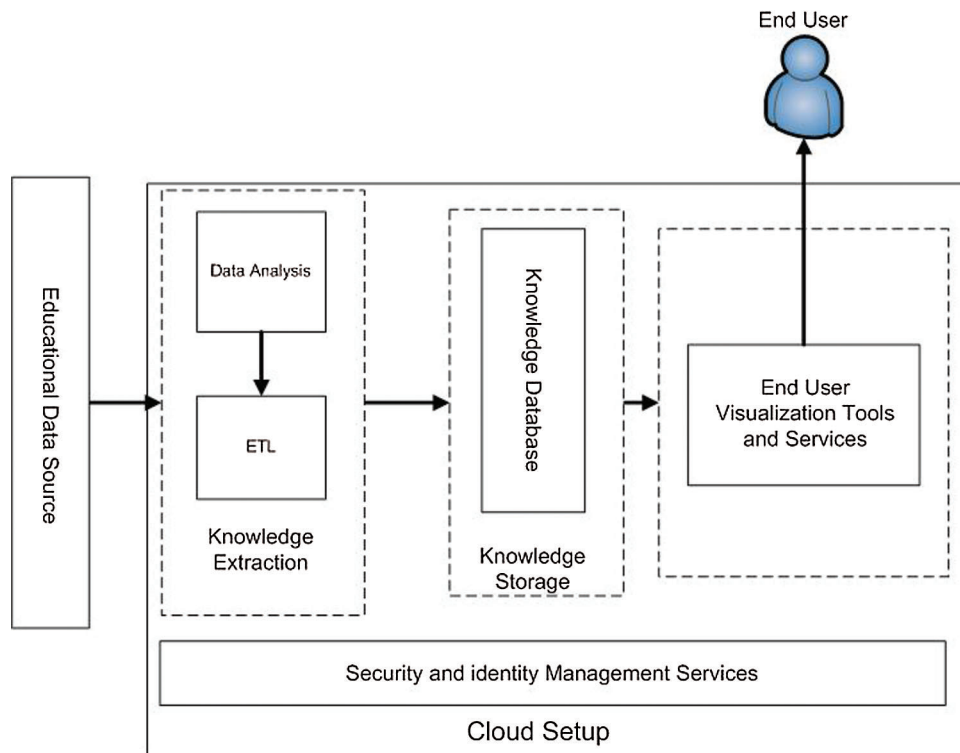 End User
Educational Data Source
Data Analysis
ETL
Knowledge
Extraction
Knowledge Database
Knowledge
Storage
End User
Visualization Tools
and Services
Security and identity Management Services
Cloud Setup